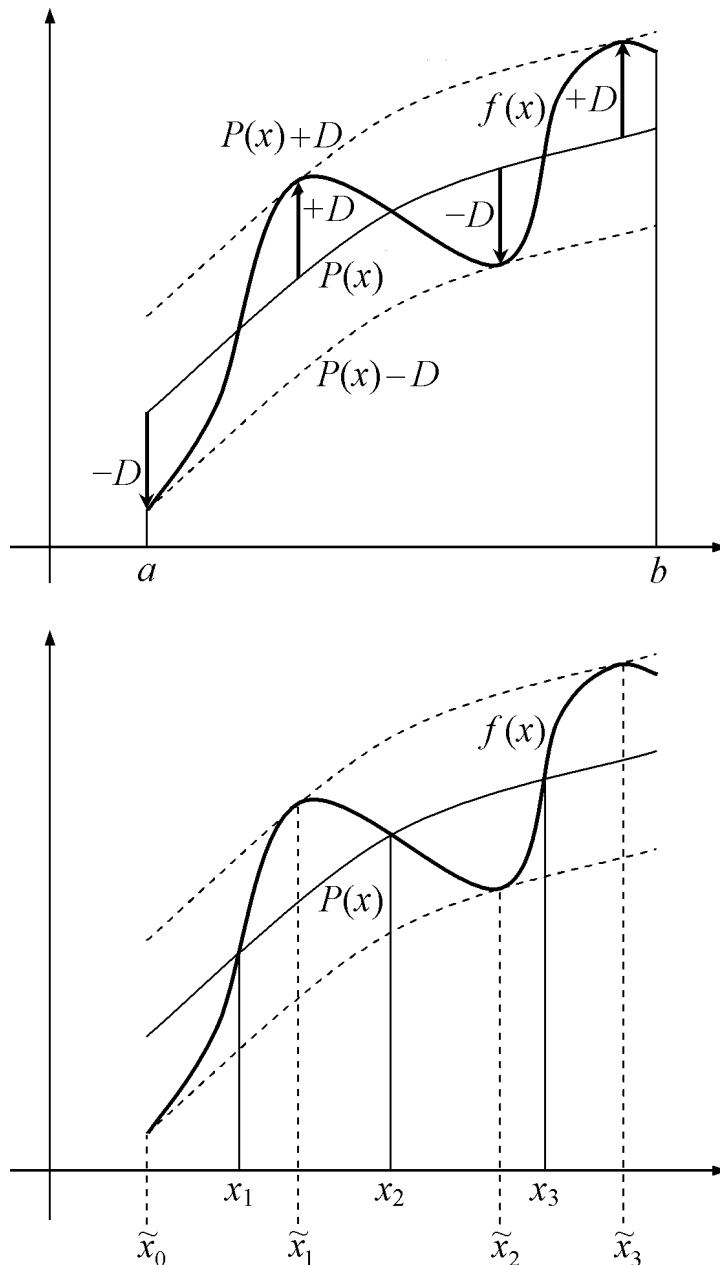 P(x)+D
f(x)
+D
+D
−D
P(x)
P(x)−D
−D
a
b
f(x)
P(x)
x₁
x₂
x₃
x̃₀
x̃₁
x̃₂
x̃₃